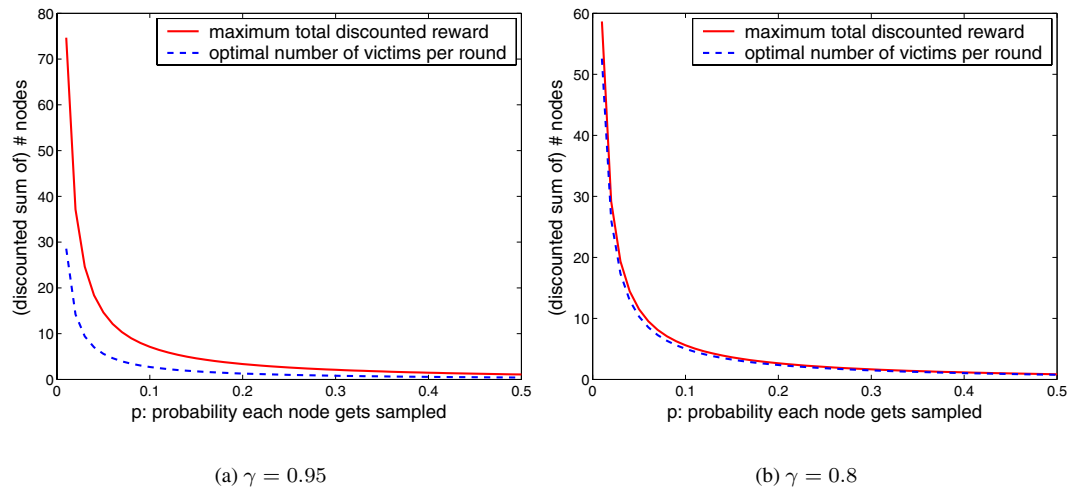 80
70
60
50
40
30
20
10
0
(discounted sum of) # nodes
maximum total discounted reward
optimal number of victims per round
0 0.1 0.2 0.3 0.4 0.5
p: probability each node gets sampled
(a) γ = 0.95
60
50
40
30
20
10
0
(discounted sum of) # nodes
maximum total discounted reward
optimal number of victims per round
0 0.1 0.2 0.3 0.4 0.5
p: probability each node gets sampled
(b) γ = 0.8